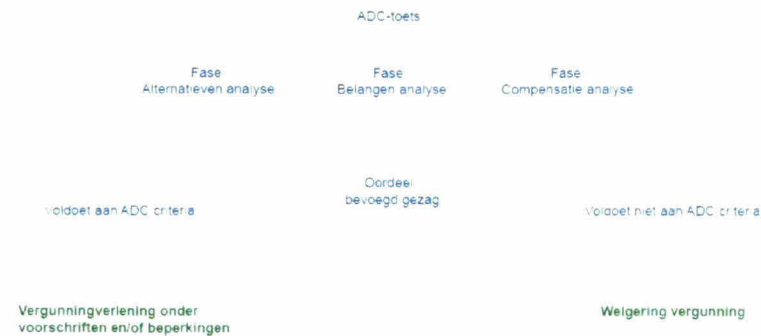 ADC-toets
Fase
Alternatieven analyse
Fase
Belangen analyse
Fase
Compensatie analyse
Oordeel
bevoegd gezag
Voldoet aan ADC criteria
Voldoet niet aan ADC criteria
Vergunningverlening onder
voorschriften en/of beperkingen
Weigering vergunning